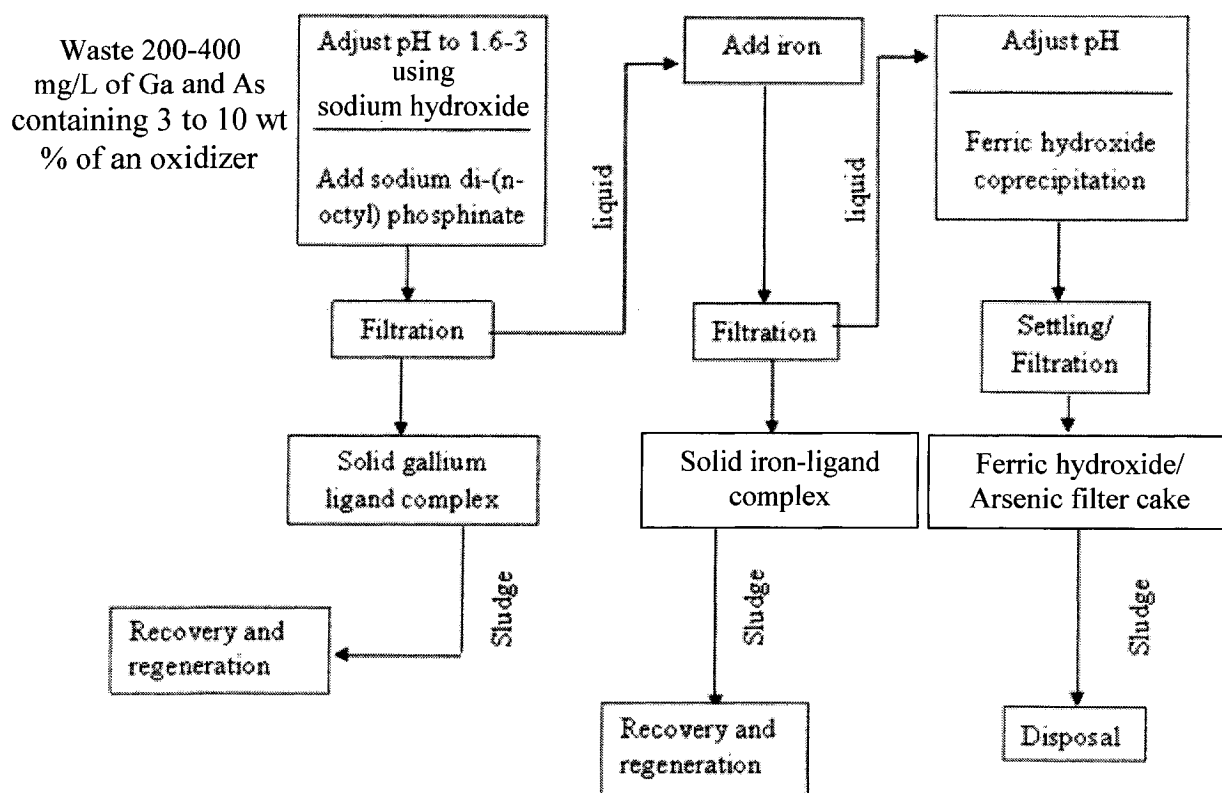 Waste 200-400
mg/L of Ga and As
containing 3 to 10 wt
% of an oxidizer
Adjust pH to 1.6-3
using
sodium hydroxide
Add sodium di-(n-
octyl) phosphinate
Filtration
Solid gallium
ligand complex
Sludge
Recovery and
regeneration
liquid
Add iron
Filtration
Solid iron-ligand
complex
Sludge
Recovery and
regeneration
liquid
Adjust pH
Ferric hydroxide
coprecipitation
Settling/
Filtration
Ferric hydroxide/
Arsenic filter cake
Sludge
Disposal